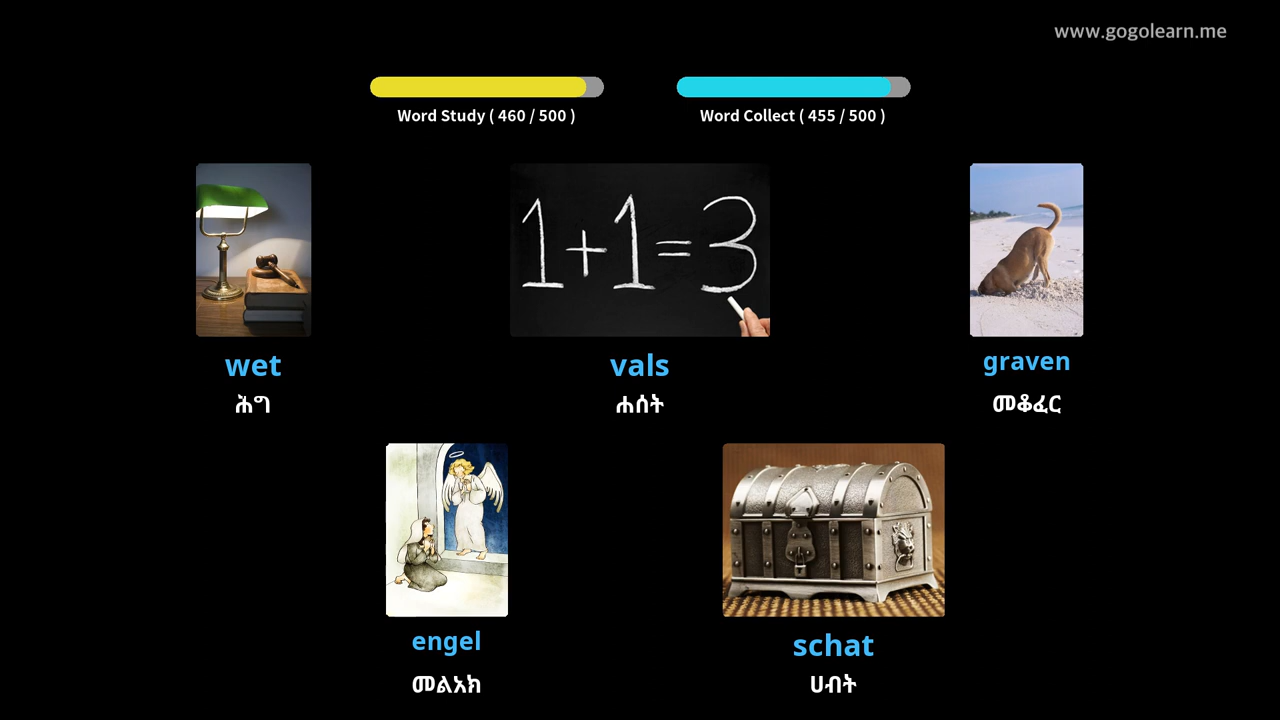 www.gogolearn.me
Word Study ( 460 / 500 )
Word Collect ( 455 / 500 )
1+1=3
wet
ሕግ
vals
ሐሰት
graven
መቆፈር
engel
መልአክ
schat
ሀብት